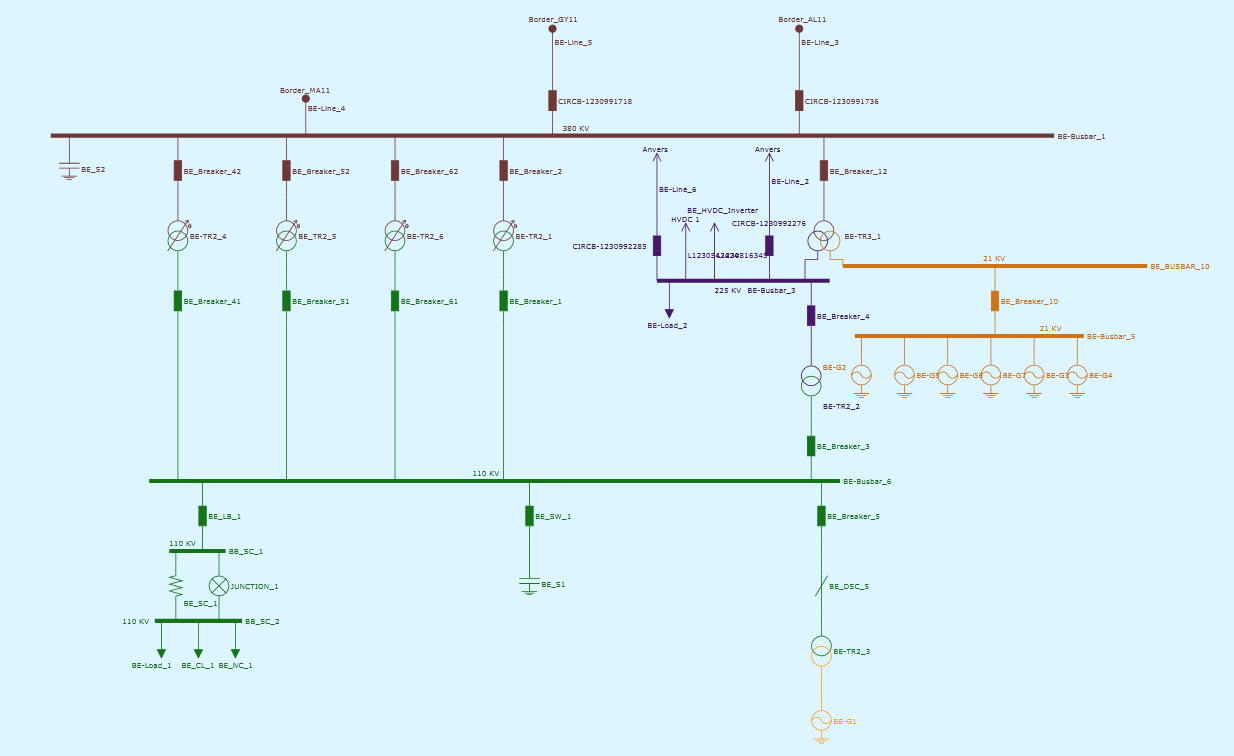 Border_GY11
Border_AL11
BE-Line_5
BE-Line_3
Border_MA11
CIRCB-1230991718
CIRCB-1230991736
BE-Line_4
380 KV
BE-Busbar_1
BE_S2
BE_Breaker_42
BE_Breaker_52
BE_Breaker_62
BE_Breaker_2
Anvers
Anvers
BE_Breaker_12
BE-Line_6
BE-Line_2
BE_HVDC_Inverter
HVDC 1
CIRCB-1230992276
BE-TR2_4
BE_TR2_5
BE-TR2_6
BE-TR2_1
CIRCB-1230992285
BE-TR3_1
21 KV
BE_BUSBAR_10
225 KV
BE-Busbar_3
BE_Breaker_41
BE_Breaker_51
BE_Breaker_61
BE_Breaker_1
BE_Breaker_10
BE_Breaker_4
BE-Load_2
21 KV
BE-Busbar_5
BE-G2
BE-G5
BE-G6
BE-G7
BE-G3
BE-G4
BE-TR2_2
BE_Breaker_3
110 KV
BE-Busbar_6
BE_LB_1
BE_SW_1
BE_Breaker_5
110 KV
BB_SC_1
JUNCTION_1
BE_S1
BE_DSC_5
BE_SC_1
110 KV
BB_SC_2
BE-Load_1
BE_CL_1
BE_NC_1
BE-TR2_3
BE-G1